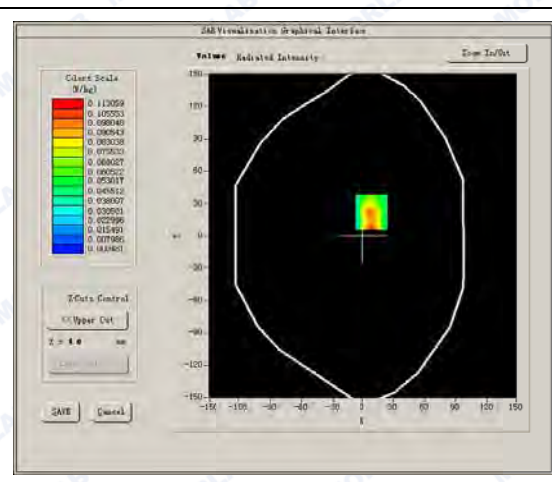 SAR Visualisation Graphical Interface
Volume Radiated Intensity
Zoom In/Out
Colors Scale
(W/kg)
0.113059
0.105553
0.098048
0.090543
0.083038
0.075533
0.068027
0.060522
0.053017
0.045512
0.038007
0.030501
0.022996
0.015491
0.007986
150
120
90
60
30
0
-30
-60
-90
-120
-150
-150 -120 -90 -60 -30 0 30 60 90 120 150
X
Z-Cuts Control
<< Upper Cut
Z = 4.0 mm
SAVE
Cancel